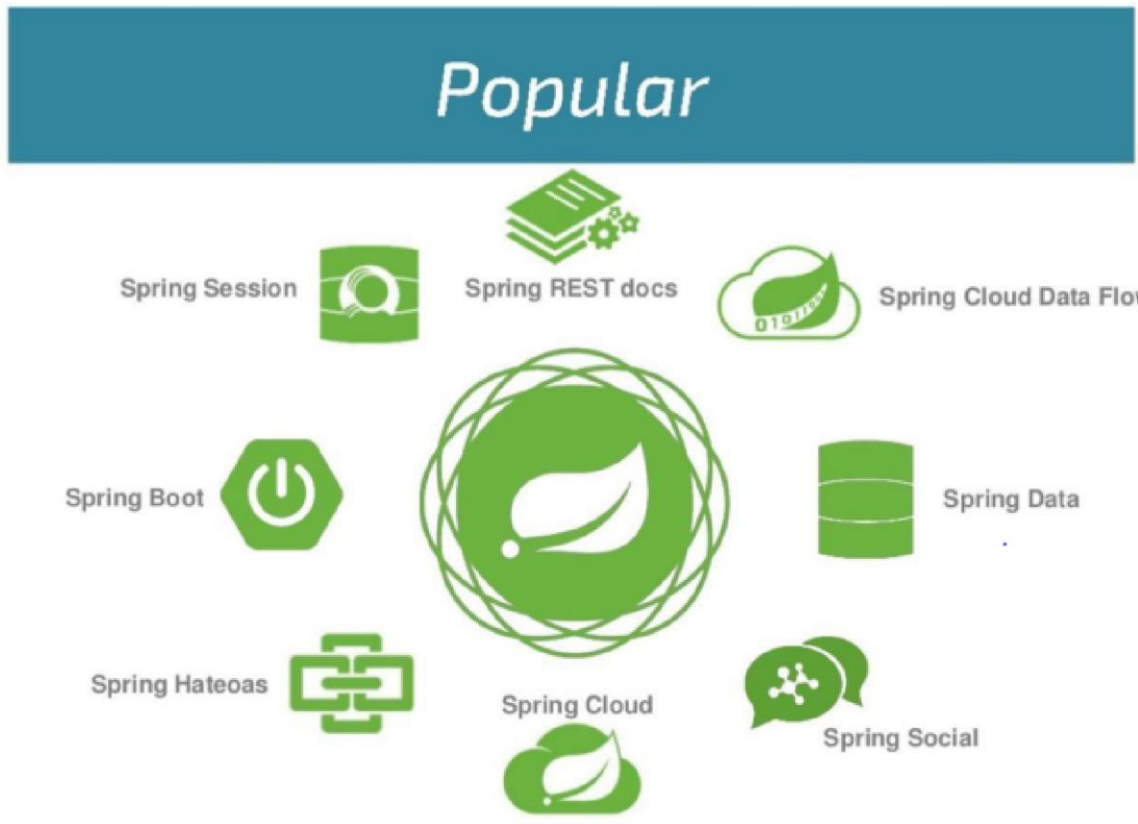 Popular
Spring Session
Spring REST docs
Spring Cloud Data Flow
Spring Boot
Spring Data
Spring Hateoas
Spring Cloud
Spring Social
010110